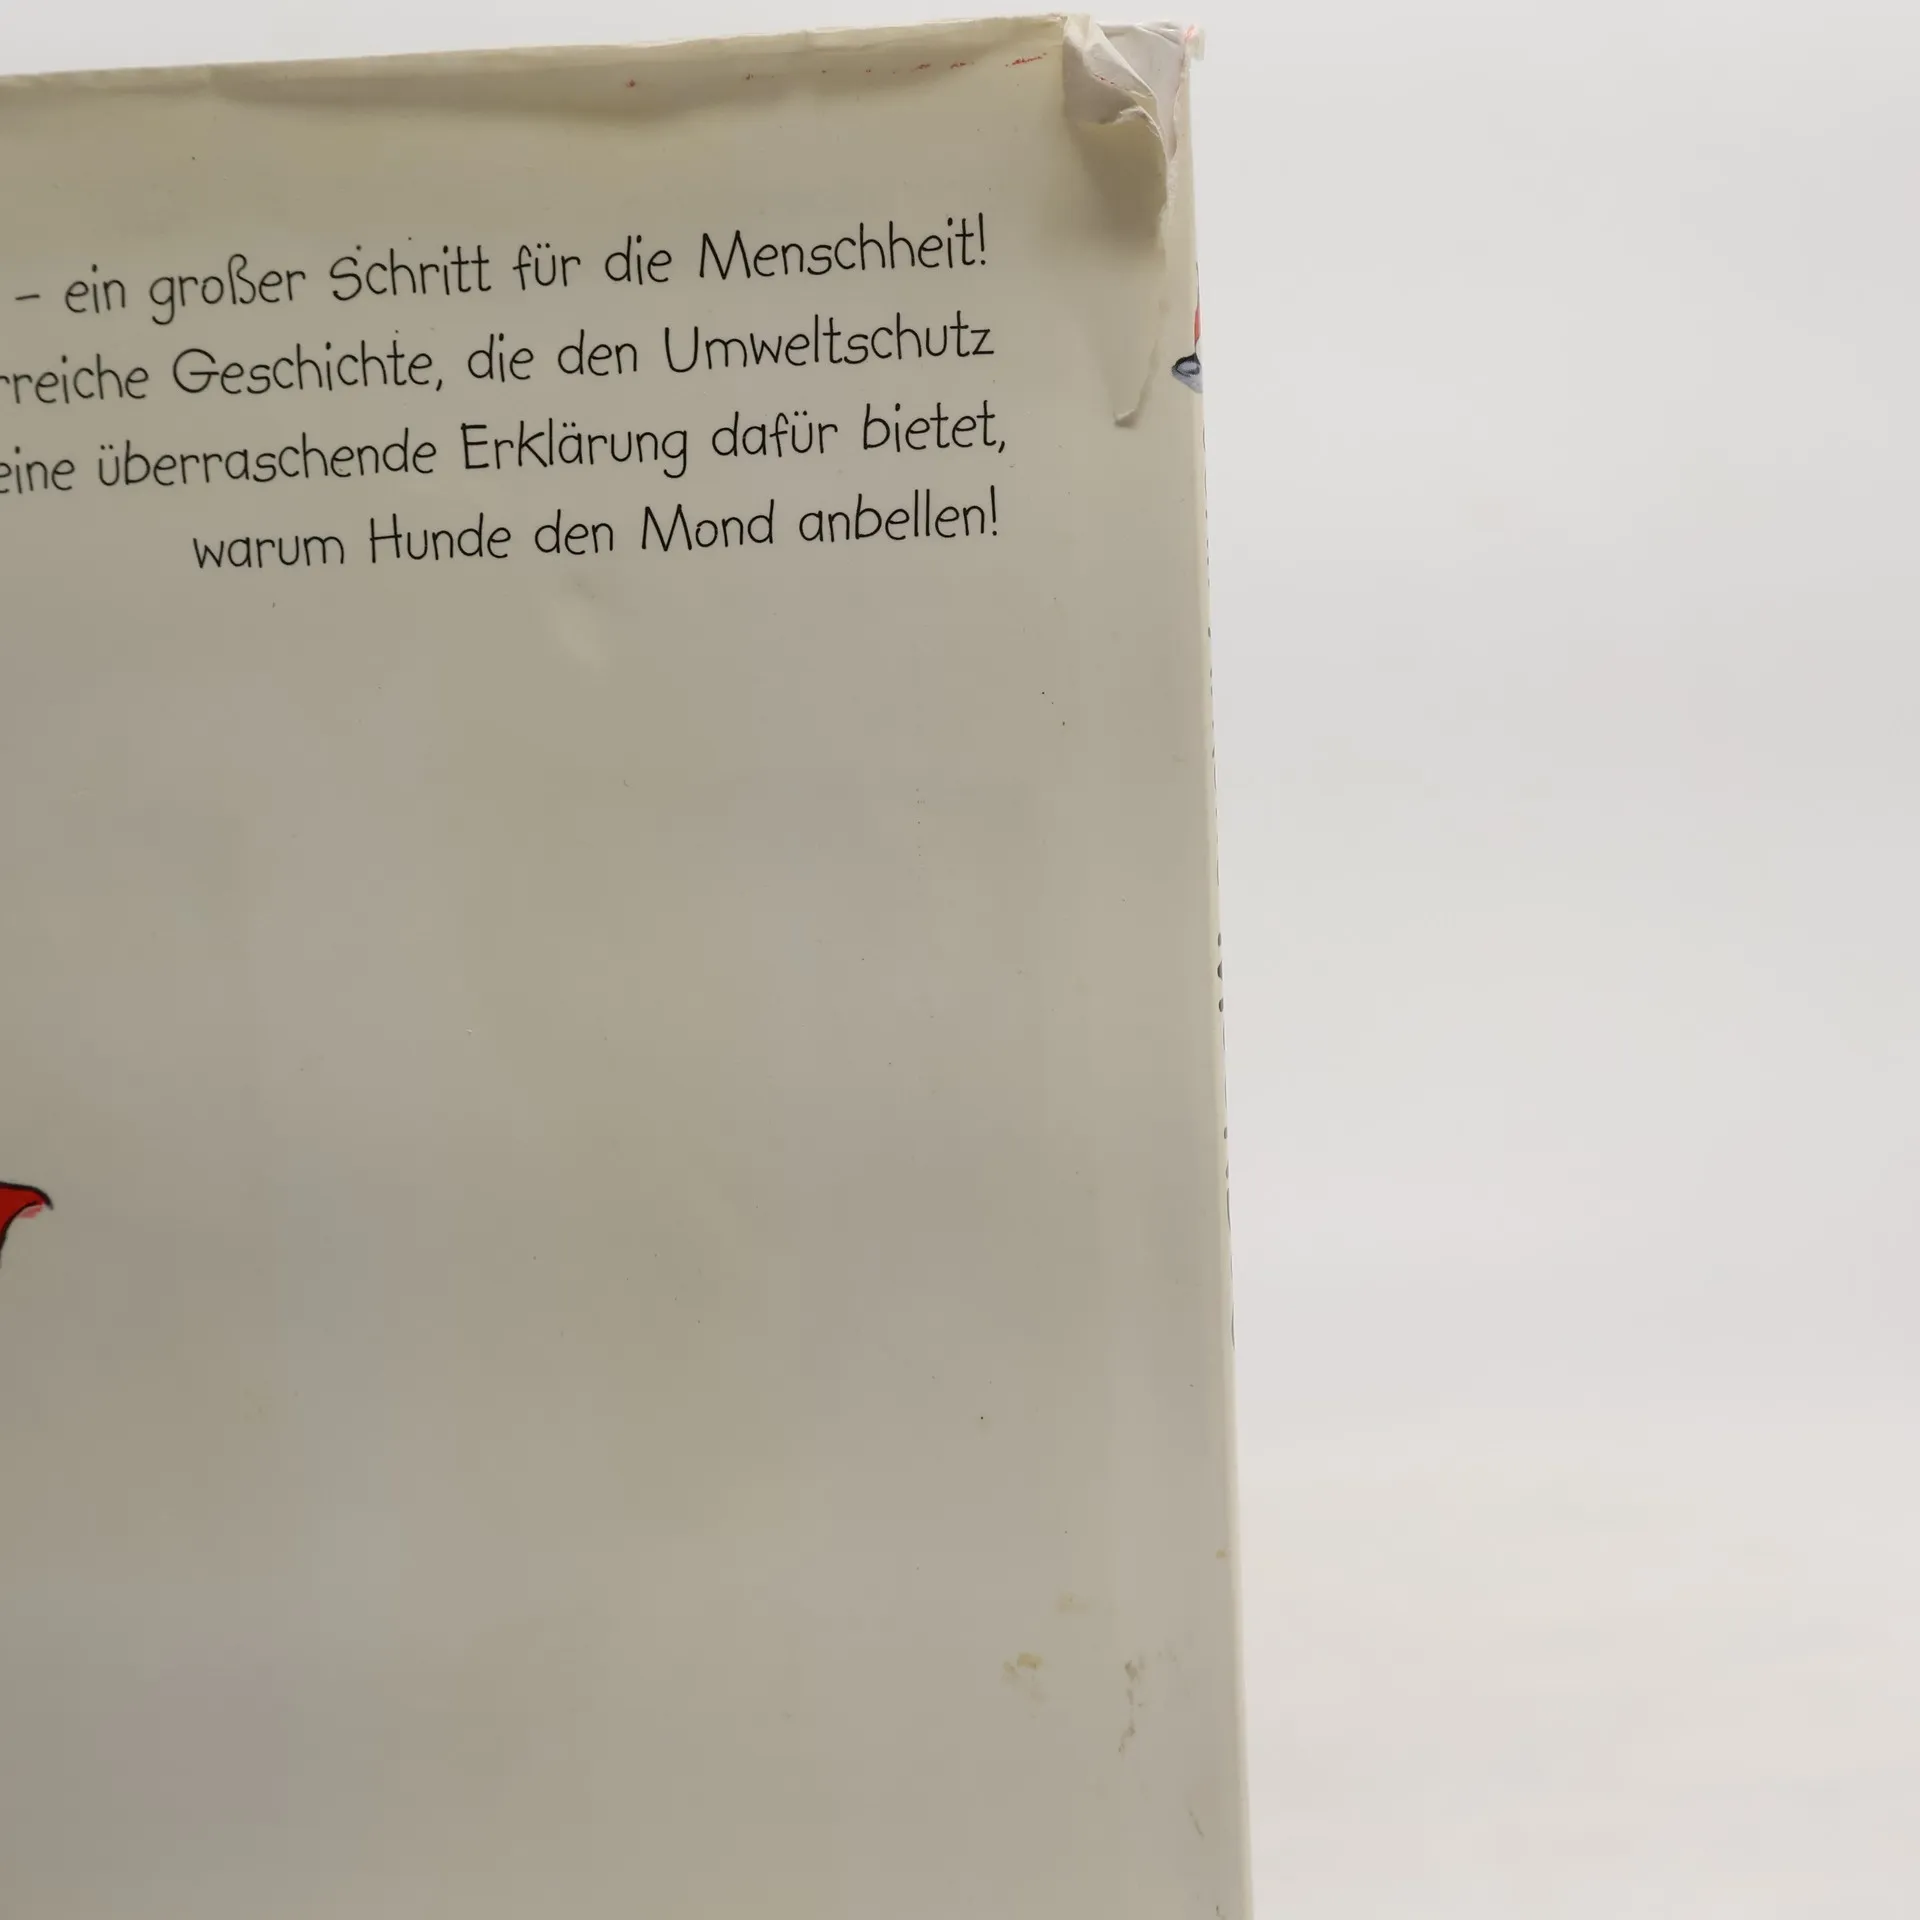 – ein großer Schritt für die Menschheit!
rreiche Geschichte, die den Umweltschutz
eine überraschende Erklärung dafür bietet,
warum Hunde den Mond anbellen!